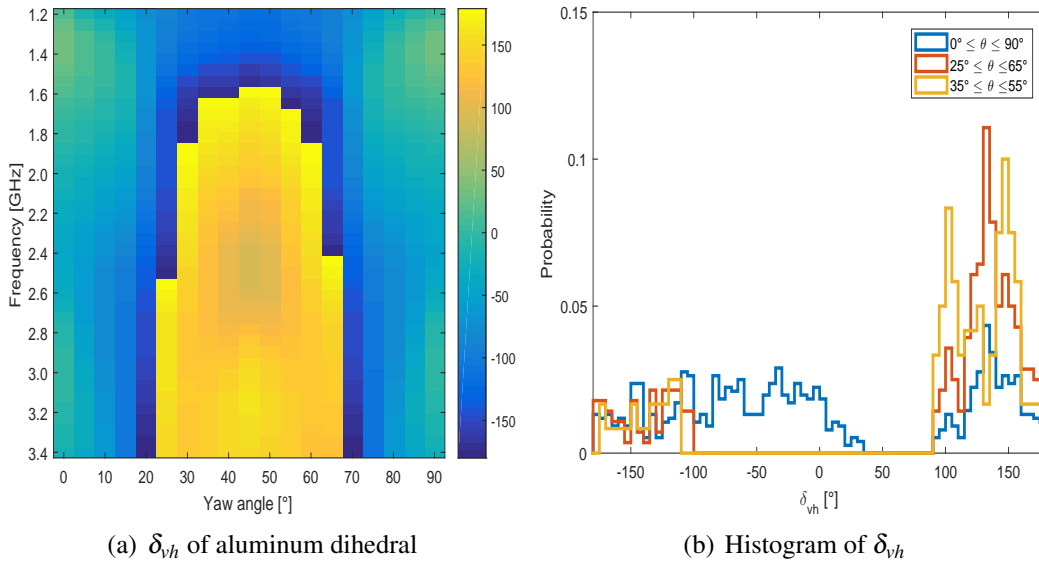 1.2
1.4
1.6
1.8
2.0
2.2
2.4
2.6
2.8
3.0
3.2
3.4
Frequency [GHz]
0 10 20 30 40 50 60 70 80 90
Yaw angle [°]
150
100
50
0
-50
-100
-150
(a) δvh of aluminum dihedral
0.15
0.1
0.05
0
Probability
-150 -100 -50 0 50 100 150
δvh [°]
0° ≤ θ ≤ 90°
25° ≤ θ ≤65°
35° ≤ θ ≤55°
(b) Histogram of δvh